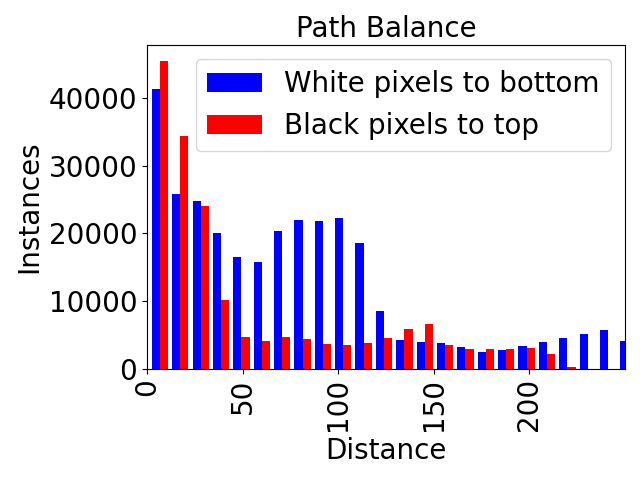 Path Balance
White pixels to bottom
Black pixels to top
Instances
40000
30000
20000
10000
0
0
50
100
150
200
Distance